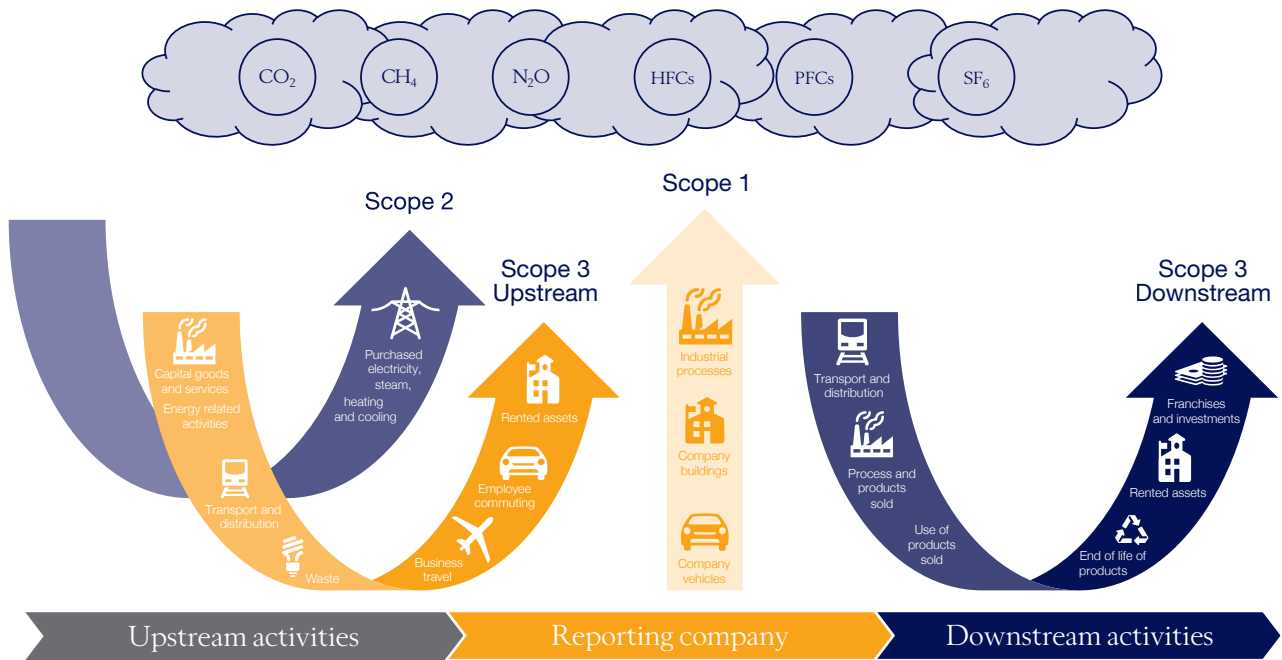 CO₂
CH₄
N₂O
HFCs
PFCs
SF₆
Scope 2
Purchased
electricity,
steam,
heating
and cooling
Scope 3
Upstream
Capital goods
and services
Energy related
activities
Transport and
distribution
Waste
Business
travel
Employee
commuting
Rented assets
Scope 1
Industrial
processes
Company
buildings
Company
vehicles
Scope 3
Downstream
Transport and
distribution
Process and
products
sold
Use of
products
sold
End of life of
products
Rented assets
Franchises
and investments
Upstream activities
Reporting company
Downstream activities